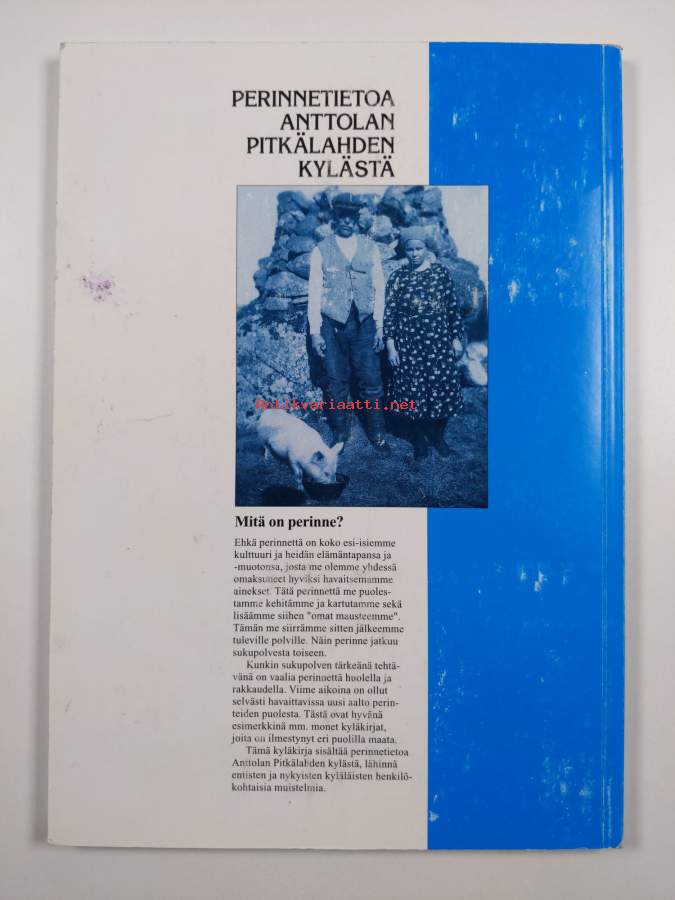 PERINNETIETOA
ANTTOLAN
PITKÄLAHDEN
KYLÄSTÄ
Antikvariaatti.net
Mitä on perinne?
Ehkä perinnettä on koko esi-isiemme
kulttuuri ja heidän elämäntapansa ja
-muotonsa, josta me olemme yhdessä
omaksuneet hyviksi havaitsemamme
ainekset. Tätä perinnettä me puoles-
tamme kehitämme ja kartutamme sekä
lisäämme siihen "omat mausteemme".
Tämän me siirrämme sitten jälkeemme
tuleville polville. Näin perinne jatkuu
sukupolvesta toiseen.
Kunkin sukupolven tärkeänä tehtä-
vänä on vaalia perinnettä huolella ja
rakkaudella. Viime aikoina on ollut
selvästi havaittavissa uusi aalto perin-
teiden puolesta. Tästä ovat hyvänä
esimerkkinä mm. monet kyläkirjat,
joita on ilmestynyt eri puolilla maata.
Tämä kyläkirja sisältää perinnetietoa
Anttolan Pitkälahden kylästä, lähinnä
entisten ja nykyisten kyläläisten henkilö-
kohtaisia muistelmia.